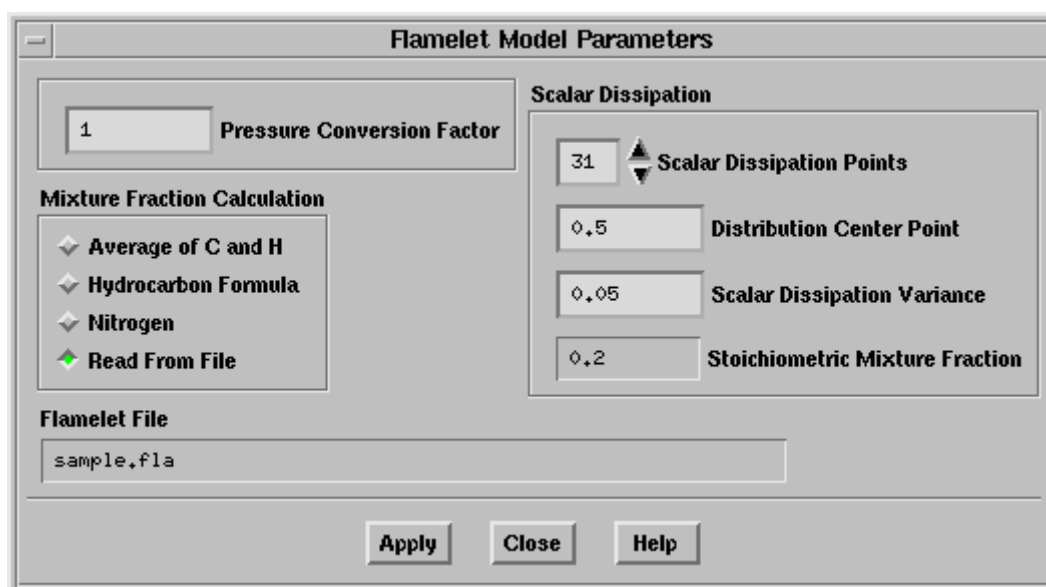 Flamelet Model Parameters
1 Pressure Conversion Factor
Mixture Fraction Calculation
Average of C and H
Hydrocarbon Formula
Nitrogen
Read From File
Scalar Dissipation
31 Scalar Dissipation Points
0.5 Distribution Center Point
0.05 Scalar Dissipation Variance
0.2 Stoichiometric Mixture Fraction
Flamelet File
sample.fla
Apply Close Help